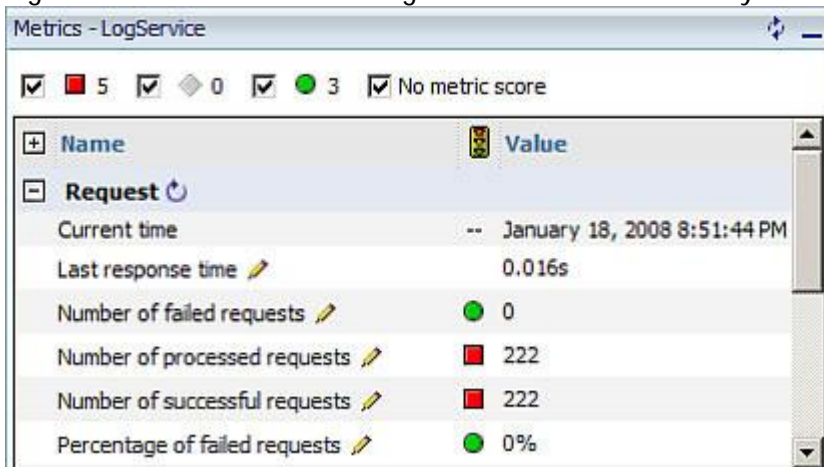 Metrics - LogService
5 0 3 No metric score
Name Value
Request
Current time -- January 18, 2008 8:51:44 PM
Last response time 0.016s
Number of failed requests 0
Number of processed requests 222
Number of successful requests 222
Percentage of failed requests 0%